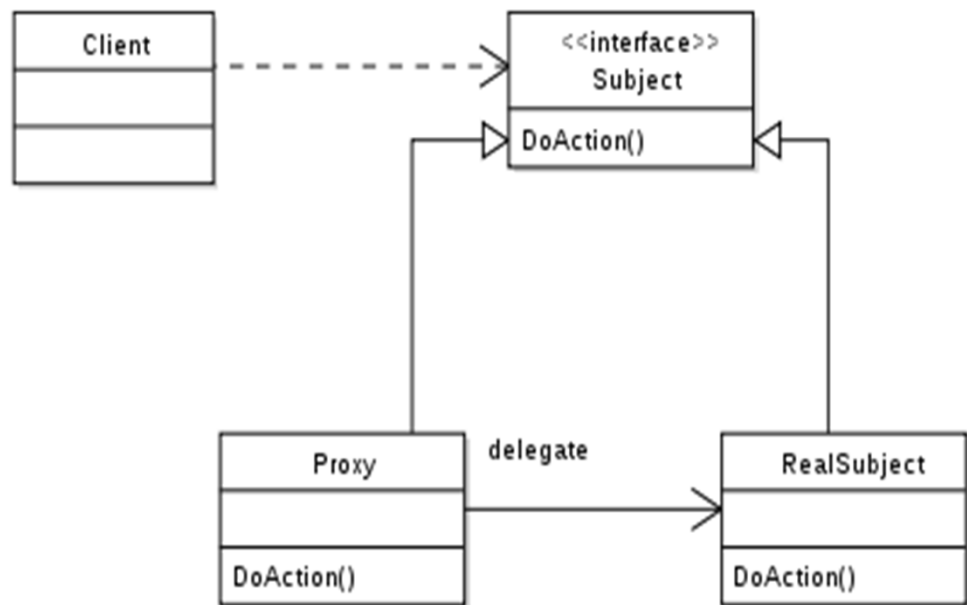 Client
<<interface>>
Subject
DoAction()
Proxy
delegate
RealSubject
DoAction()
DoAction()